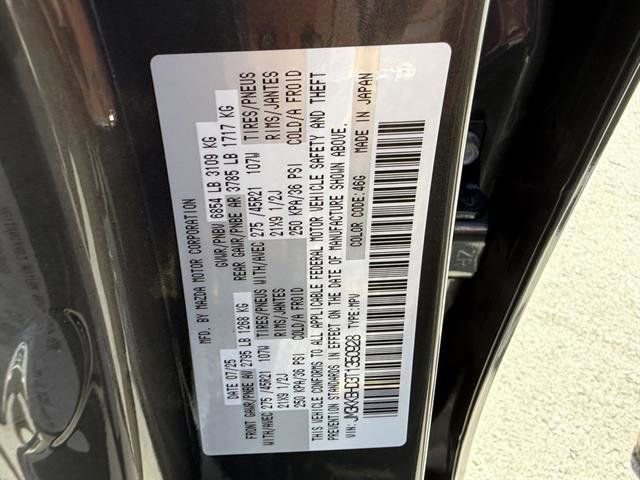 MFD. BY MAZDA MOTOR CORPORATION
DATE 07/25 GVWR/PNBV 6854 LB 3109 KG
FRONT GAWR/PNBE AV 2795 LB 1268 KG REAR GAWR/PNBE AR 3785 LB 1717 KG
WITH/AVEC 275 /45R21 107W TIRES/PNEUS WITH/AVEC 275 /45R21 107W TIRES/PNEUS
21X9 1/2J RIMS/JANTES 21X9 1/2J RIMS/JANTES
250 KPA/36 PSI COLD/A FROID 250 KPA/36 PSI COLD/A FROID
THIS VEHICLE CONFORMS TO ALL APPLICABLE FEDERAL MOTOR VEHICLE SAFETY AND THEFT
PREVENTION STANDARDS IN EFFECT ON THE DATE OF MANUFACTURE SHOWN ABOVE.
COLOR CODE:46G MADE IN JAPAN
VIN: TYPE:MPV